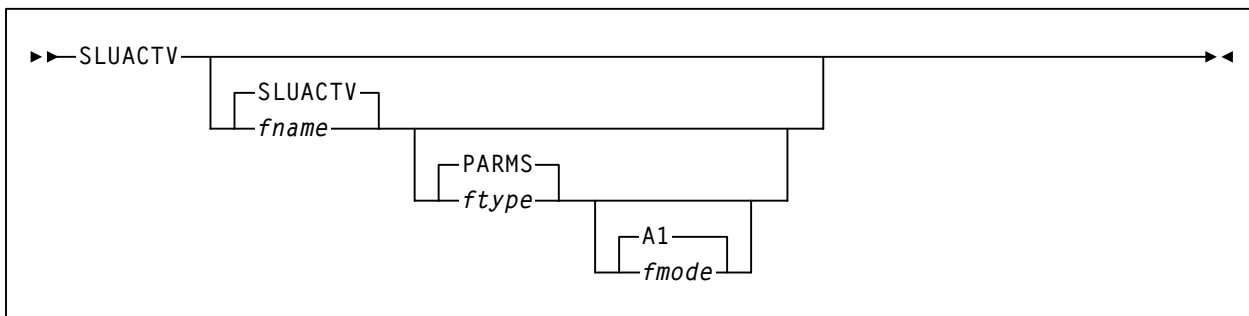 SLUACTV
SLUACTV
fname
PARMS
ftype
A1
fmode